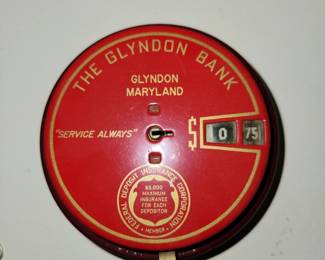 THE GLYNDON BANK
GLYNDON
MARYLAND
"SERVICE ALWAYS"
$ 0 75
FEDERAL DEPOSIT INSURANCE CORPORATION
$5,000
MAXIMUM
INSURANCE
FOR EACH
DEPOSITOR
MEMBER